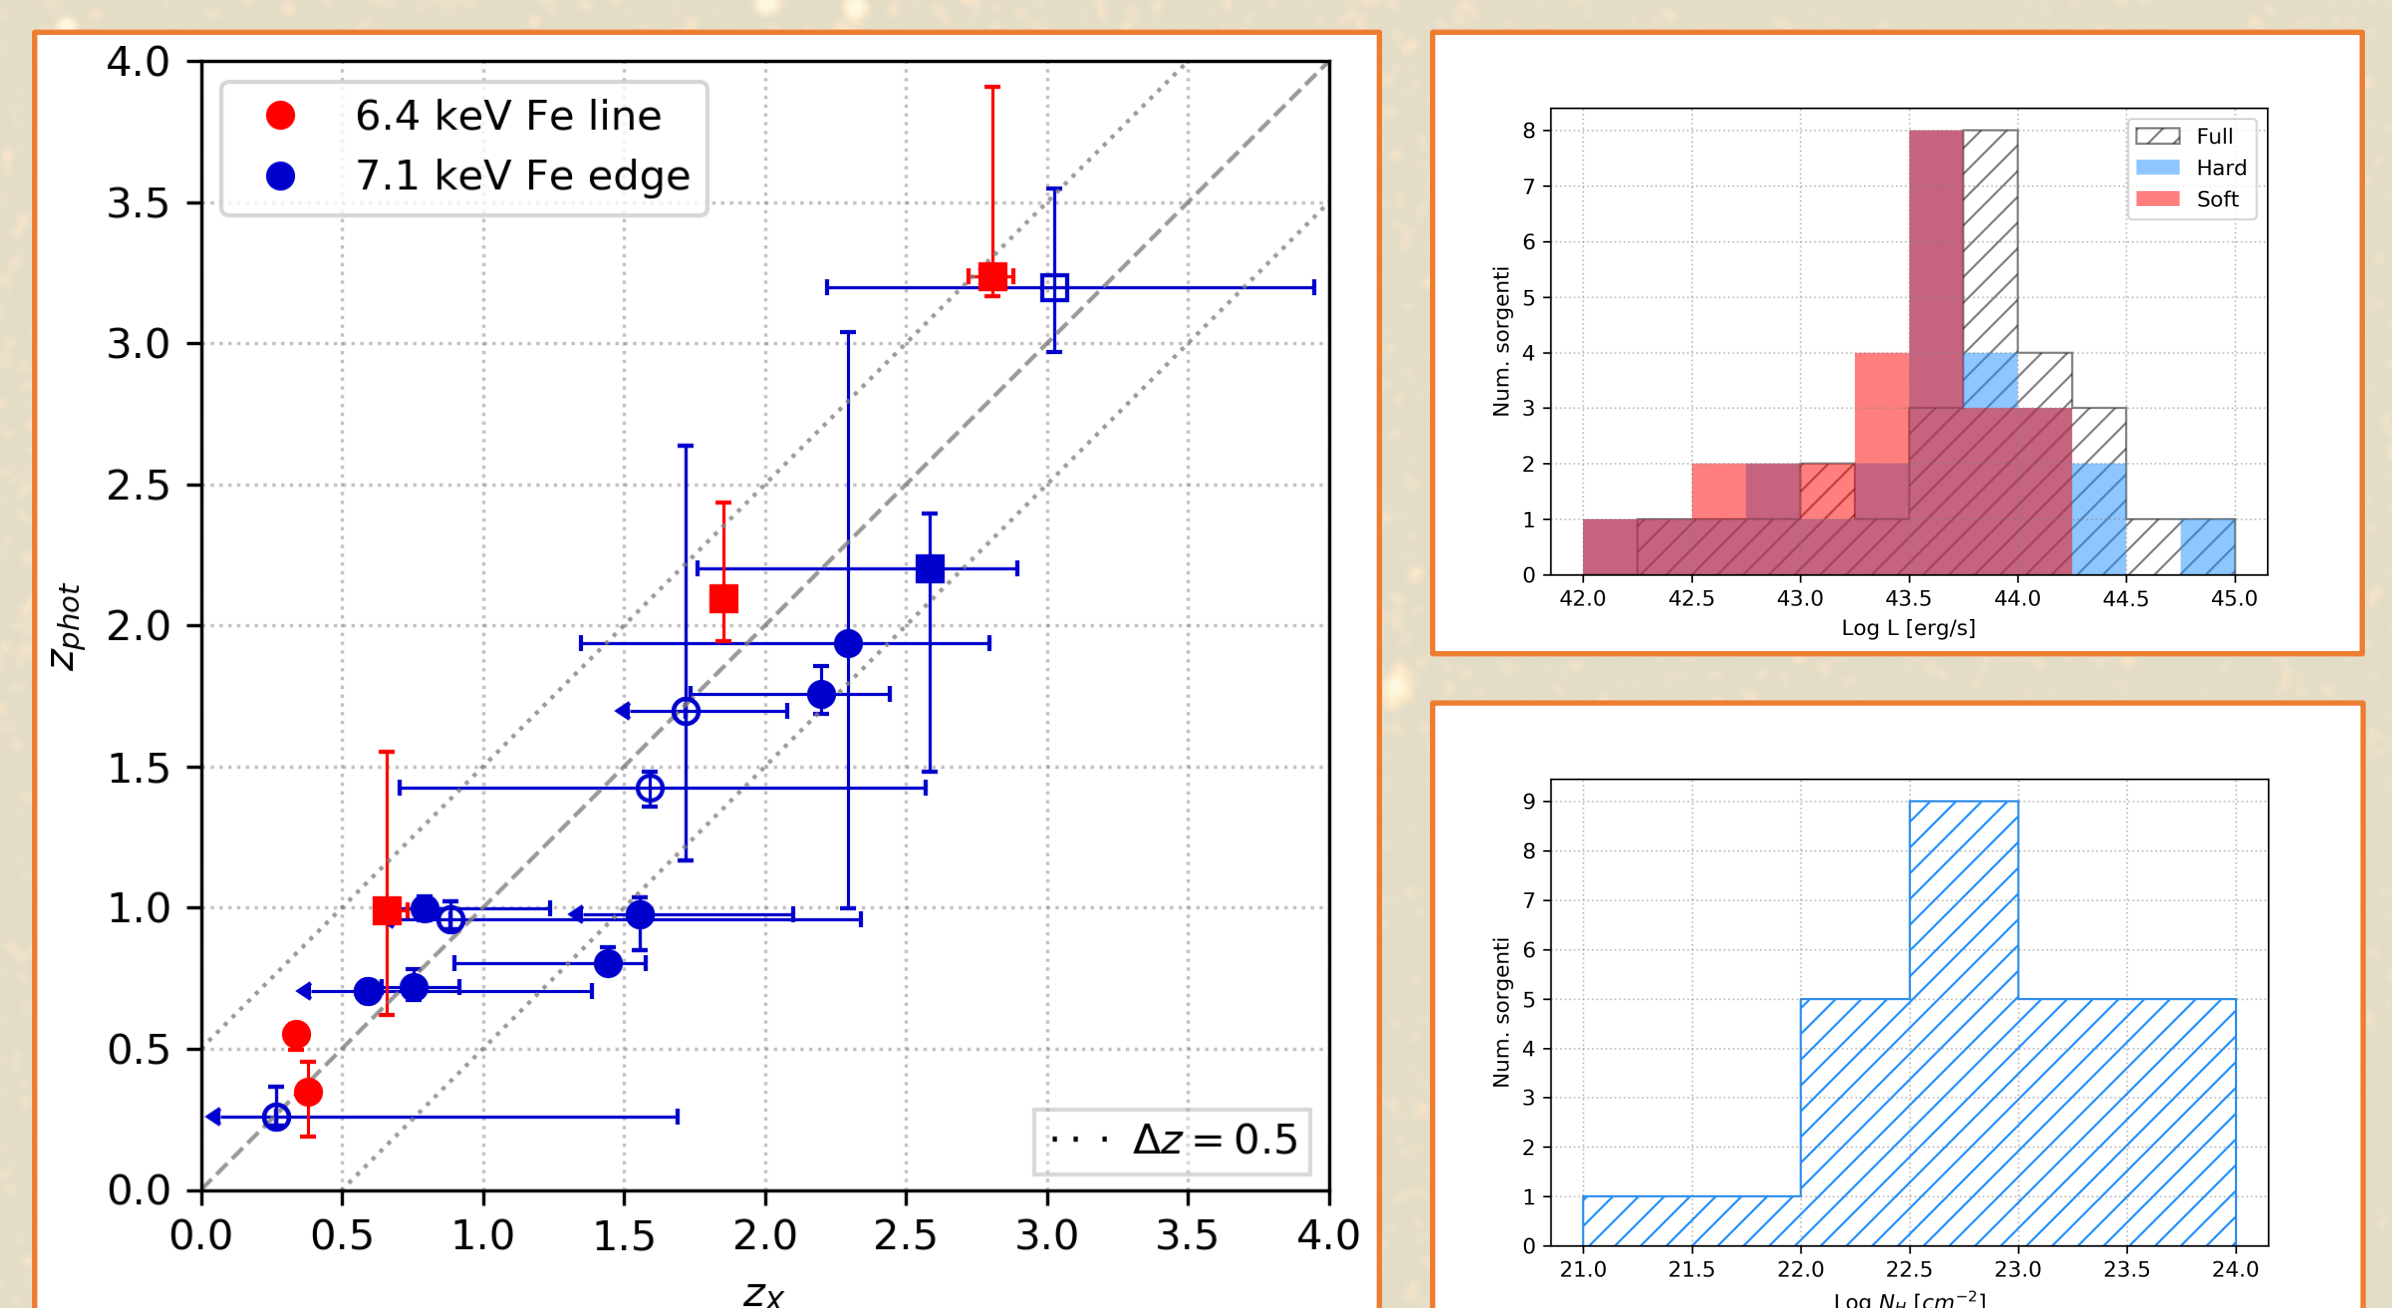 4.0
3.5
3.0
2.5
2.0
1.5
1.0
0.5
0.0
z_phot
6.4 keV Fe line
7.1 keV Fe edge
· · · Δz = 0.5
0.0 0.5 1.0 1.5 2.0 2.5 3.0 3.5 4.0
z_X
8
7
6
5
4
3
2
1
0
Num. sorgenti
Full
Hard
Soft
42.0 42.5 43.0 43.5 44.0 44.5 45.0
Log L [erg/s]
9
8
7
6
5
4
3
2
1
0
Num. sorgenti
21.0 21.5 22.0 22.5 23.0 23.5 24.0
Log N_H [cm⁻²]